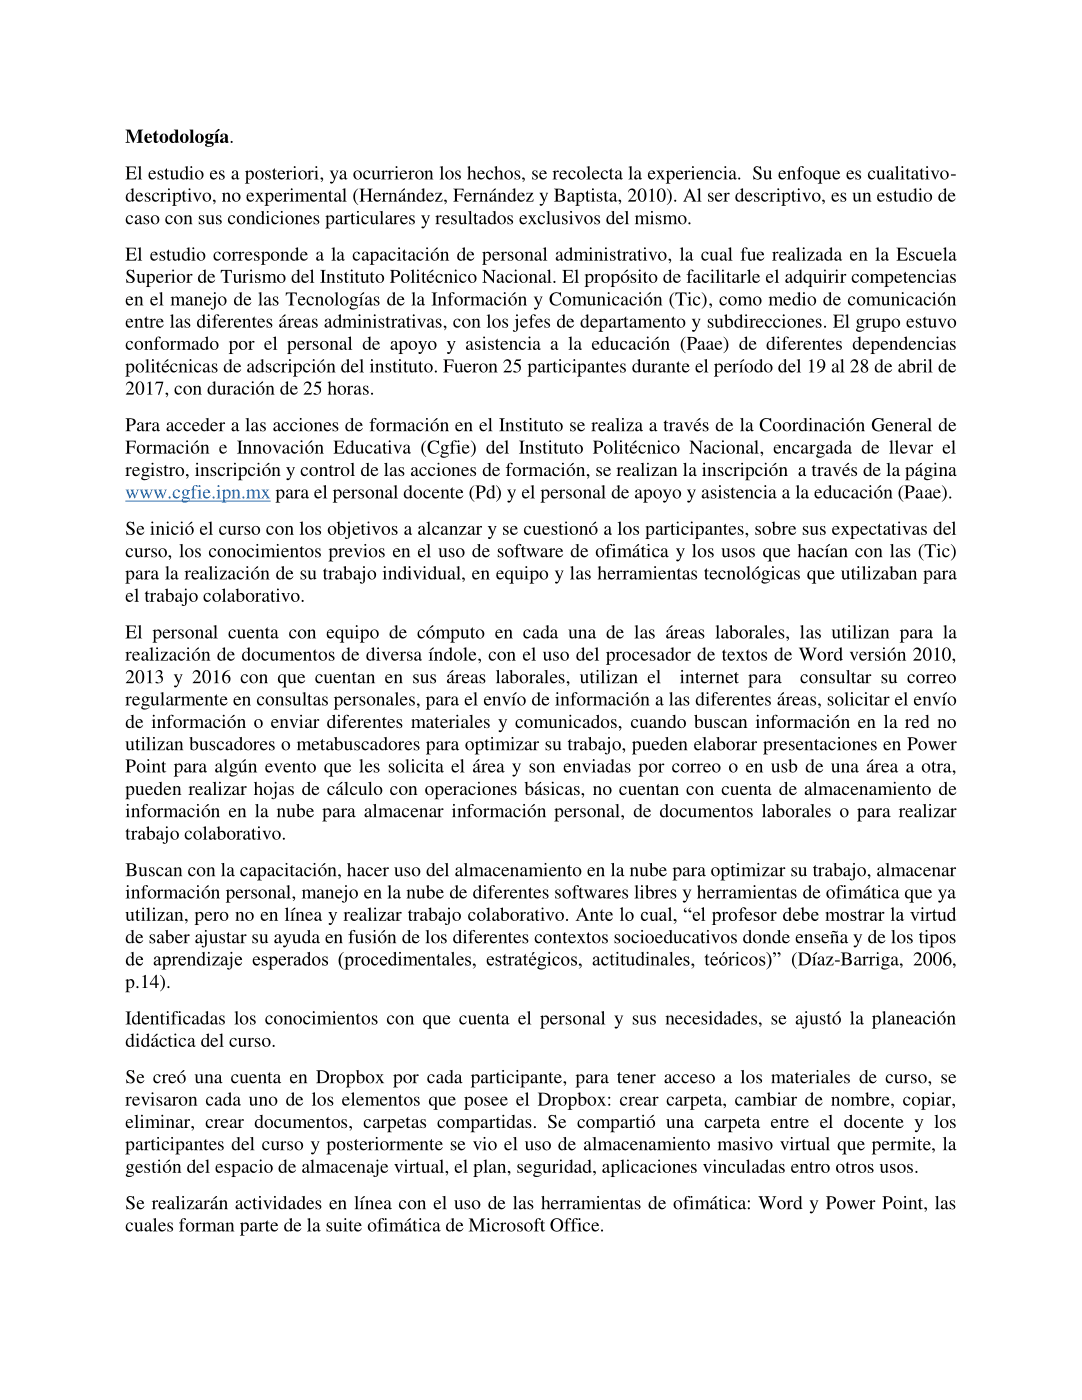 Metodología.
El estudio es a posteriori, ya ocurrieron los hechos, se recolecta la experiencia.  Su enfoque es cualitativo-
descriptivo, no experimental (Hernández, Fernández y Baptista, 2010). Al ser descriptivo, es un estudio de
caso con sus condiciones particulares y resultados exclusivos del mismo.
El estudio corresponde a la capacitación de personal administrativo, la cual fue realizada en la Escuela
Superior de Turismo del Instituto Politécnico Nacional. El propósito de facilitarle el adquirir competencias
en el manejo de las Tecnologías de la Información y Comunicación (Tic), como medio de comunicación
entre las diferentes áreas administrativas, con los jefes de departamento y subdirecciones. El grupo estuvo
conformado por el personal de apoyo y asistencia a la educación (Paae) de diferentes dependencias
politécnicas de adscripción del instituto. Fueron 25 participantes durante el período del 19 al 28 de abril de
2017, con duración de 25 horas.
Para acceder a las acciones de formación en el Instituto se realiza a través de la Coordinación General de
Formación e Innovación Educativa (Cgfie) del Instituto Politécnico Nacional, encargada de llevar el
registro, inscripción y control de las acciones de formación, se realizan la inscripción  a través de la página
www.cgfie.ipn.mx para el personal docente (Pd) y el personal de apoyo y asistencia a la educación (Paae).
Se inició el curso con los objetivos a alcanzar y se cuestionó a los participantes, sobre sus expectativas del
curso, los conocimientos previos en el uso de software de ofimática y los usos que hacían con las (Tic)
para la realización de su trabajo individual, en equipo y las herramientas tecnológicas que utilizaban para
el trabajo colaborativo.
El personal cuenta con equipo de cómputo en cada una de las áreas laborales, las utilizan para la
realización de documentos de diversa índole, con el uso del procesador de textos de Word versión 2010,
2013 y 2016 con que cuentan en sus áreas laborales, utilizan el  internet para  consultar su correo
regularmente en consultas personales, para el envío de información a las diferentes áreas, solicitar el envío
de información o enviar diferentes materiales y comunicados, cuando buscan información en la red no
utilizan buscadores o metabuscadores para optimizar su trabajo, pueden elaborar presentaciones en Power
Point para algún evento que les solicita el área y son enviadas por correo o en usb de una área a otra,
pueden realizar hojas de cálculo con operaciones básicas, no cuentan con cuenta de almacenamiento de
información en la nube para almacenar información personal, de documentos laborales o para realizar
trabajo colaborativo.
Buscan con la capacitación, hacer uso del almacenamiento en la nube para optimizar su trabajo, almacenar
información personal, manejo en la nube de diferentes softwares libres y herramientas de ofimática que ya
utilizan, pero no en línea y realizar trabajo colaborativo. Ante lo cual, “el profesor debe mostrar la virtud
de saber ajustar su ayuda en fusión de los diferentes contextos socioeducativos donde enseña y de los tipos
de aprendizaje esperados (procedimentales, estratégicos, actitudinales, teóricos)” (Díaz-Barriga, 2006,
p.14).
Identificadas los conocimientos con que cuenta el personal y sus necesidades, se ajustó la planeación
didáctica del curso.
Se creó una cuenta en Dropbox por cada participante, para tener acceso a los materiales de curso, se
revisaron cada uno de los elementos que posee el Dropbox: crear carpeta, cambiar de nombre, copiar,
eliminar, crear documentos, carpetas compartidas. Se compartió una carpeta entre el docente y los
participantes del curso y posteriormente se vio el uso de almacenamiento masivo virtual que permite, la
gestión del espacio de almacenaje virtual, el plan, seguridad, aplicaciones vinculadas entro otros usos.
Se realizarán actividades en línea con el uso de las herramientas de ofimática: Word y Power Point, las
cuales forman parte de la suite ofimática de Microsoft Office.